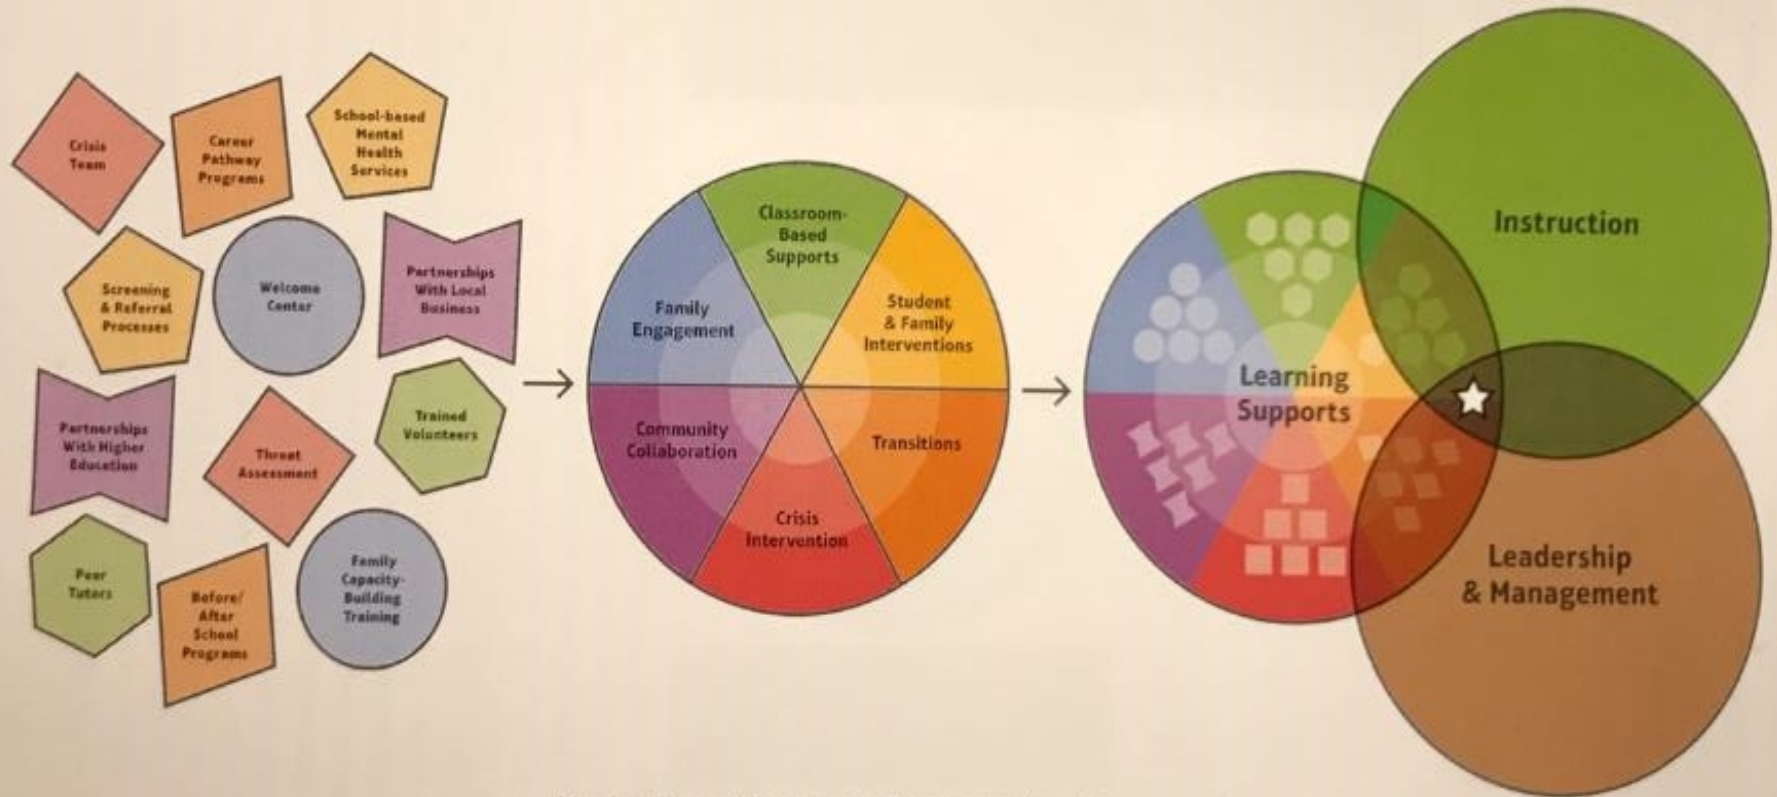 Crisis
Team
Career
Pathway
Programs
School-based
Mental
Health
Services
Screening
& Referral
Processes
Welcome
Center
Partnerships
With Local
Business
Partnerships
With Higher
Education
Threat
Assessment
Trained
Volunteers
Peer
Tutors
Before/
After
School
Programs
Family
Capacity-
Building
Training
Classroom-
Based
Supports
Family
Engagement
Student
& Family
Interventions
Community
Collaboration
Transitions
Crisis
Intervention
Learning
Supports
Instruction
Leadership
& Management